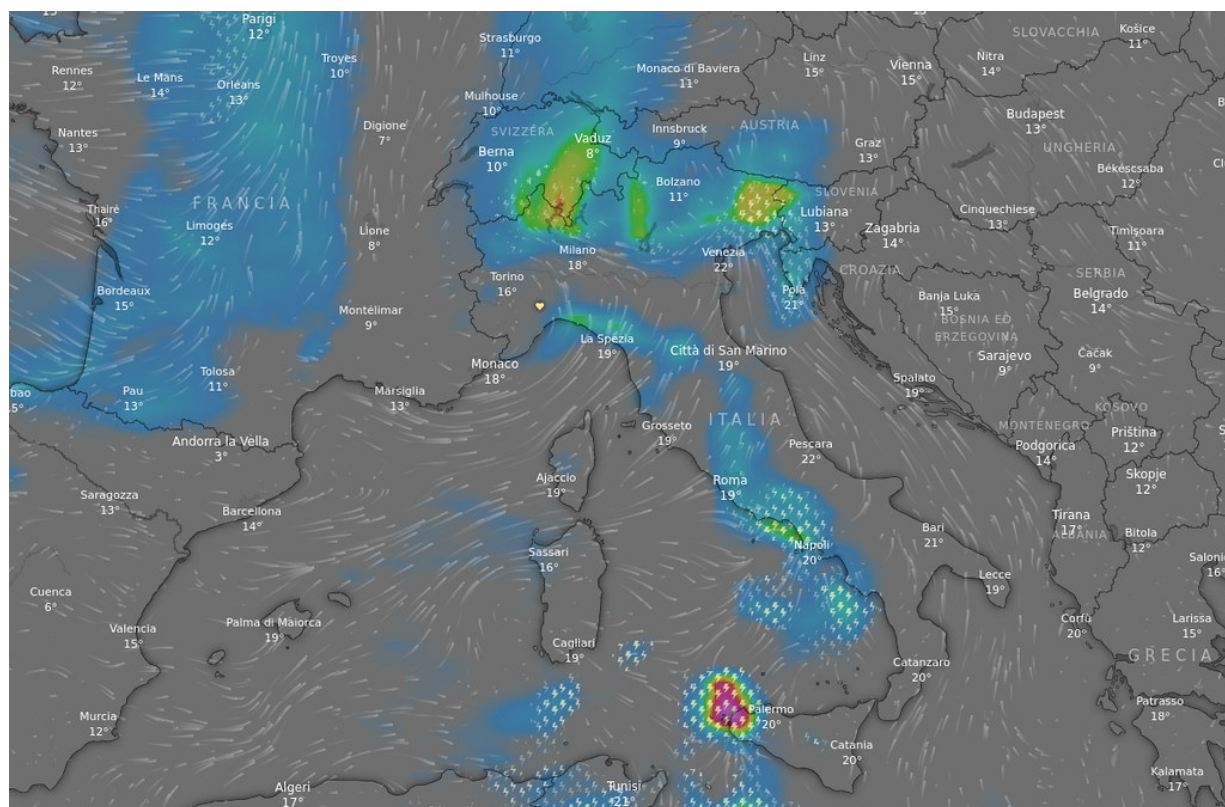 Parigi
12°
Strasburgo
11°
SLOVACCHIA
Košice
11°
Rennes
12°
Le Mans
14°
Orléans
13°
Troyes
10°
Monaco di Baviera
11°
Linz
15°
Vienna
15°
Nitra
14°
Mulhouse
10°
Nantes
13°
Digione
7°
SVIZZERA
Berna
10°
Vaduz
8°
Innsbruck
9°
AUSTRIA
Graz
13°
Budapest
13°
UNGHERIA
Békéscsaba
12°
FRANCIA
Thairé
16°
Limoges
12°
Lione
8°
Bolzano
11°
SLOVENIA
Lubiana
13°
Zagabria
14°
Cinquechiese
13°
Timişoara
11°
Milano
18°
Venezia
22°
CROAZIA
Torino
16°
Pola
21°
SERBIA
Belgrado
14°
Bordeaux
15°
Montélimar
9°
Banja Luka
15°
BOSNIA ED
ERZEGOVINA
La Spezia
19°
Città di San Marino
19°
Sarajevo
9°
Čačak
9°
Monaco
18°
Tolosa
11°
Pau
13°
bao
Marsiglia
13°
Spalato
19°
KOSOVO
Andorra la Vella
3°
Grosseto
19°
ITALIA
Pescara
22°
MONTENEGRO
Podgorica
14°
Priština
12°
Skopje
12°
Saragozza
13°
Barcellona
14°
Ajaccio
19°
Roma
19°
Tirana
17°
ALBANIA
Bitola
12°
Bari
21°
Napoli
20°
Sassari
16°
Saloni
16°
Cuenca
6°
Lecce
19°
Valencia
15°
Palma di Maiorca
19°
Cagliari
19°
Corfù
20°
Larissa
15°
GRECIA
Catanzaro
20°
Murcia
12°
Palermo
20°
Patrasso
18°
Catania
20°
Algeri
17°
Tunisi
21°
Kalamata
17°